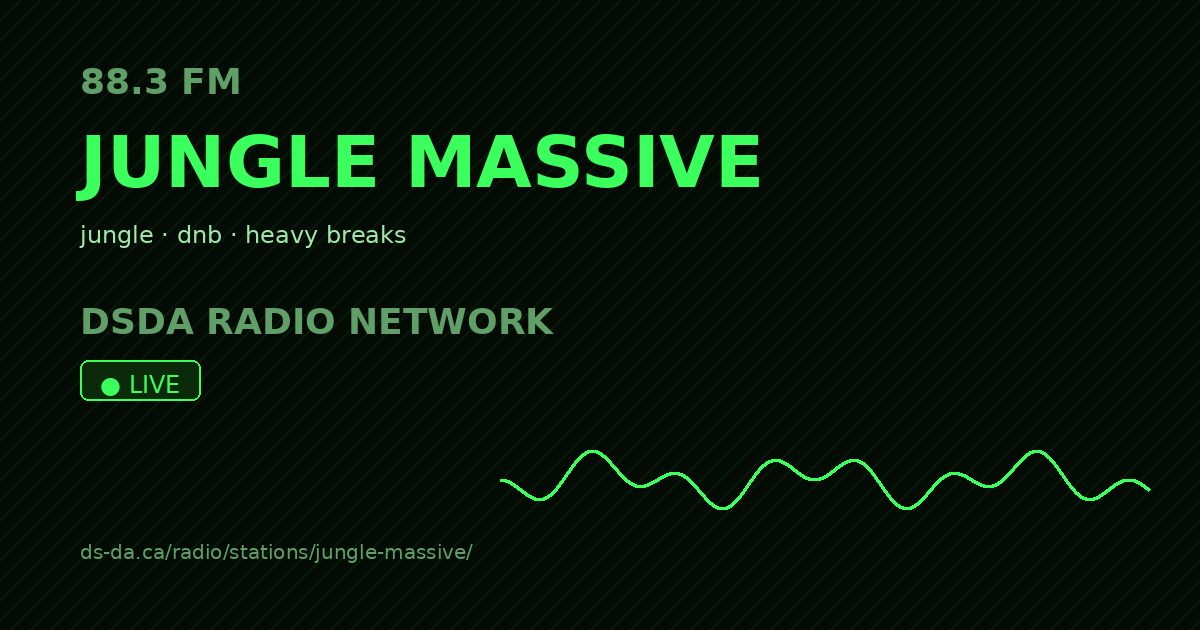 88.3 FM
JUNGLE MASSIVE
jungle · dnb · heavy breaks
DSDA RADIO NETWORK
● LIVE
ds-da.ca/radio/stations/jungle-massive/